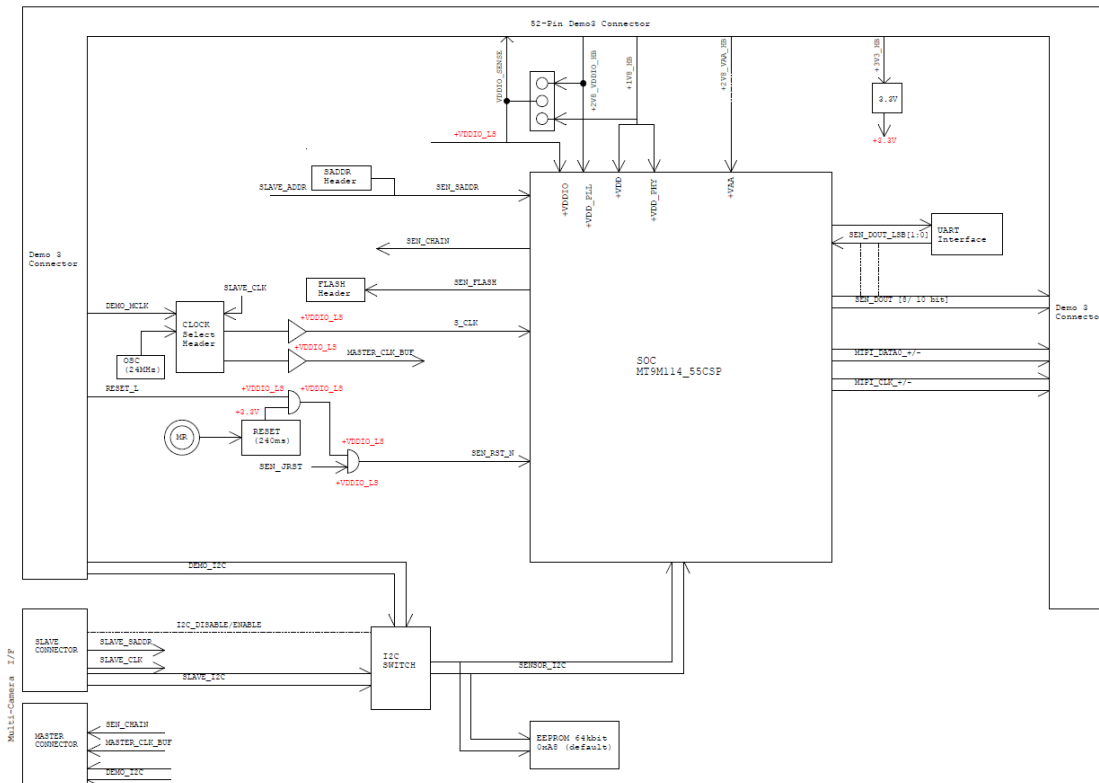 52-Pin Demo3 Connector
VDDIO_SENSE
+2V8_VDDIO_HB
+1V8_HB
+2V8_VAA_HB
+3V3_HB
3.3V
+3.3V
+VDDIO_LS
SADDR
Header
SLAVE_ADDR
SEN_SADDR
+VDDIO
+VDD_PLL
+VDD
+VDD_PHY
+VAA
UART
Interface
SEN_DOUT_LSB[1:0]
Demo 3
Connector
SEN_CHAIN
FLASH
Header
SEN_FLASH
SLAVE_CLK
DEMO_MCLK
CLOCK
Select
Header
+VDDIO_LS
S_CLK
OSC
(24MHz)
+VDDIO_LS
MASTER_CLK_BUF
SEN_DOUT [8/ 10 bit]
Demo 3
Connector
SOC
MT9M114_55CSP
MIPI_DATA0_+/-
MIPI_CLK_+/-
RESET_L
+VDDIO_LS
+VDDIO_LS
+3.3V
MR
RESET
(240ms)
+VDDIO_LS
SEN_JRST
SEN_RST_N
+VDDIO_LS
DEMO_I2C
Multi-Camera I/F
SLAVE
CONNECTOR
I2C_DISABLE/ENABLE
SLAVE_SADDR
SLAVE_CLK
SLAVE_I2C
I2C
SWITCH
SENSOR_I2C
MASTER
CONNECTOR
SEN_CHAIN
MASTER_CLK_BUF
DEMO_I2C
EEPROM 64kbit
0xA8 (default)